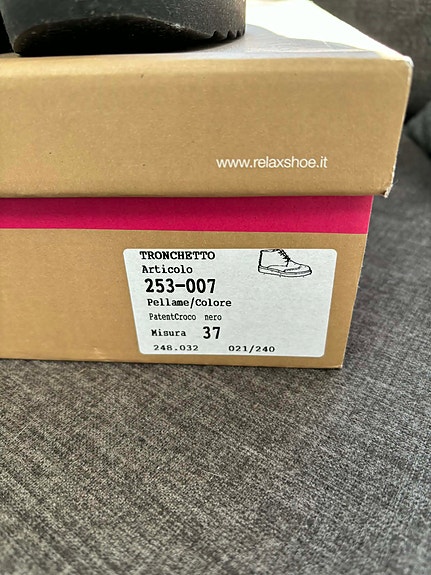 www.relaxshoe.it
TRONCHETTO
Articolo
253-007
Pellame/Colore
PatentCroco nero
Misura 37
248.032 021/240